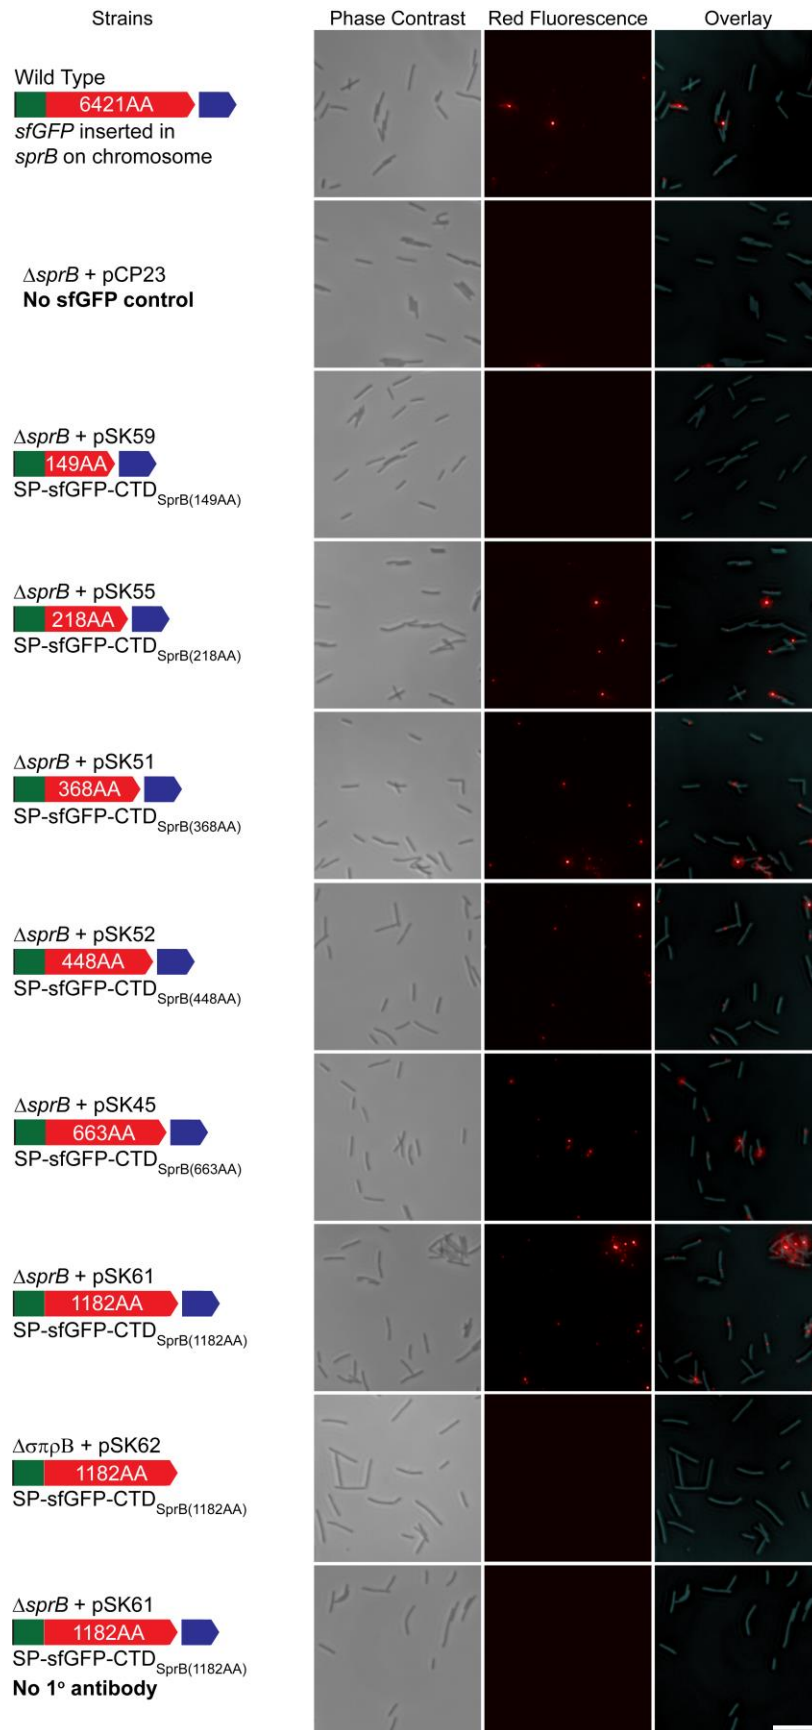 Strains Phase Contrast Red Fluorescence Overlay
Wild Type
6421AA
sfGFP inserted in
sprB on chromosome
ΔsprB + pCP23
No sfGFP control
ΔsprB + pSK59
149AA
SP-sfGFP-CTDSprB(149AA)
ΔsprB + pSK55
218AA
SP-sfGFP-CTDSprB(218AA)
ΔsprB + pSK51
368AA
SP-sfGFP-CTDSprB(368AA)
ΔsprB + pSK52
448AA
SP-sfGFP-CTDSprB(448AA)
ΔsprB + pSK45
663AA
SP-sfGFP-CTDSprB(663AA)
ΔsprB + pSK61
1182AA
SP-sfGFP-CTDSprB(1182AA)
ΔσπρB + pSK62
1182AA
SP-sfGFP-CTDSprB(1182AA)
ΔsprB + pSK61
1182AA
SP-sfGFP-CTDSprB(1182AA)
No 1° antibody